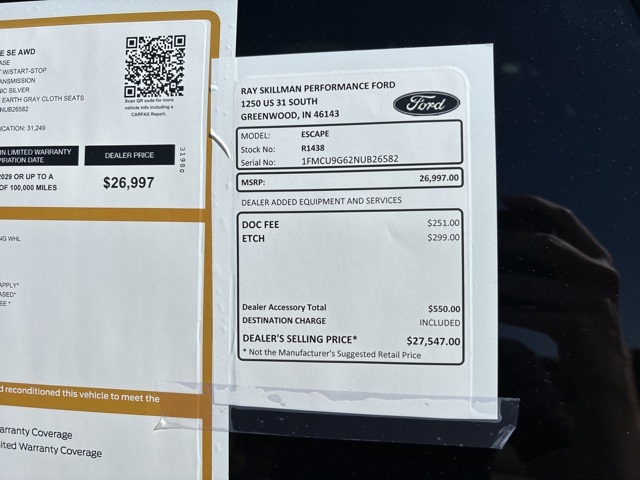 E SE AWD
ASE
W/START-STOP
ANSMISSION
NIC SILVER
EARTH GRAY CLOTH SEATS
NUB26582
ICATION: 31,249
Scan QR code for more
vehicle info including a
CARFAX Report.
IN LIMITED WARRANTY
PIRATION DATE
DEALER PRICE
31980
2029 OR UP TO A
OF 100,000 MILES
$26,997
NG WHL
APPLY*
ASED*
EE*
d reconditioned this vehicle to meet the
arranty Coverage
ited Warranty Coverage
RAY SKILLMAN PERFORMANCE FORD
1250 US 31 SOUTH
GREENWOOD, IN 46143
Ford
MODEL: ESCAPE
Stock No: R1438
Serial No: 1FMCU9G62NUB26582
MSRP: 26,997.00
DEALER ADDED EQUIPMENT AND SERVICES
DOC FEE $251.00
ETCH $299.00
Dealer Accessory Total $550.00
DESTINATION CHARGE INCLUDED
DEALER'S SELLING PRICE* $27,547.00
* Not the Manufacturer's Suggested Retail Price